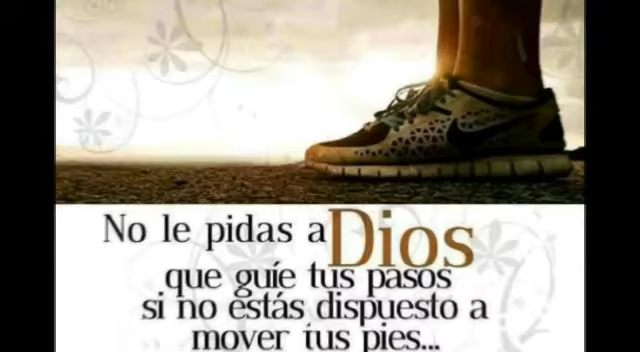 No le pidas a Dios
que guíe tus pasos
si no estás dispuesto a
mover tus pies...